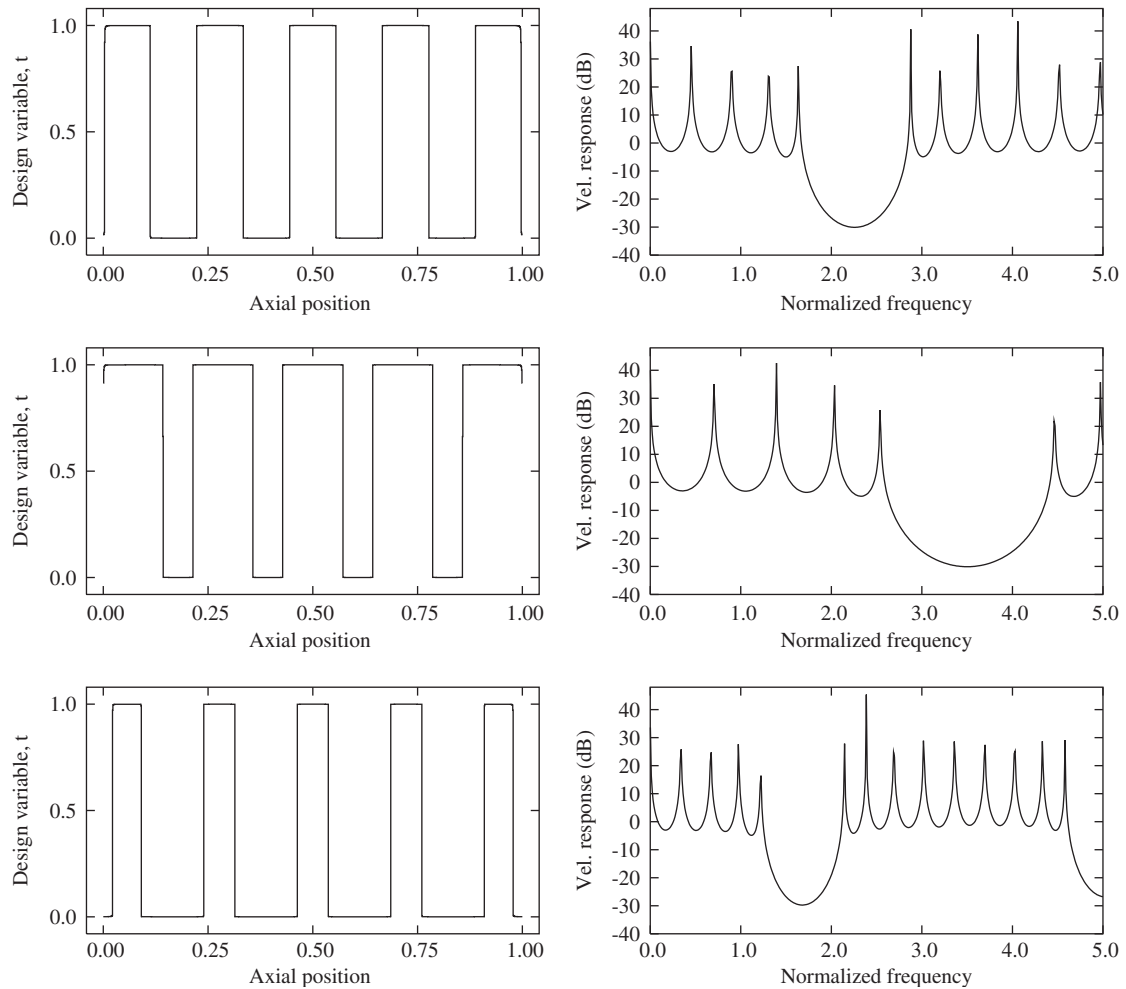 1.0
0.5
0.0
Design variable, t
0.00 0.25 0.50 0.75 1.00
Axial position
40
30
20
10
0
-10
-20
-30
-40
Vel. response (dB)
0.0 1.0 2.0 3.0 4.0 5.0
Normalized frequency
1.0
0.5
0.0
Design variable, t
0.00 0.25 0.50 0.75 1.00
Axial position
40
30
20
10
0
-10
-20
-30
-40
Vel. response (dB)
0.0 1.0 2.0 3.0 4.0 5.0
Normalized frequency
1.0
0.5
0.0
Design variable, t
0.00 0.25 0.50 0.75 1.00
Axial position
40
30
20
10
0
-10
-20
-30
-40
Vel. response (dB)
0.0 1.0 2.0 3.0 4.0 5.0
Normalized frequency